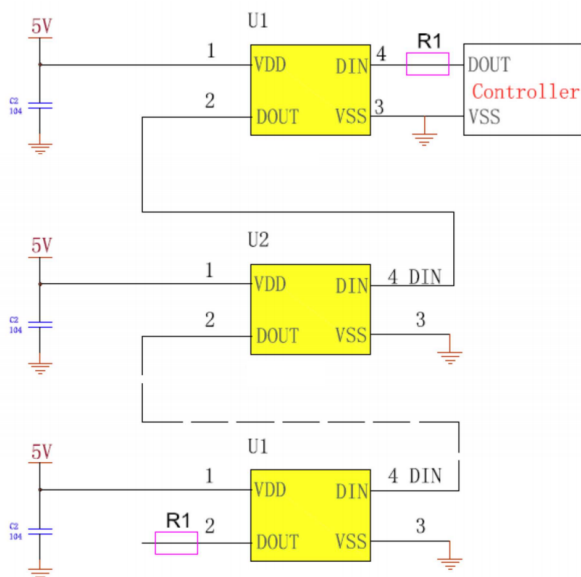 U1
5V
1
VDD
DIN
4
R1
DOUT
Controller
C2
104
2
DOUT
VSS
3
VSS
U2
5V
1
VDD
DIN
4 DIN
C2
104
2
DOUT
VSS
3
U1
5V
1
VDD
DIN
4 DIN
C2
104
R1
2
DOUT
VSS
3